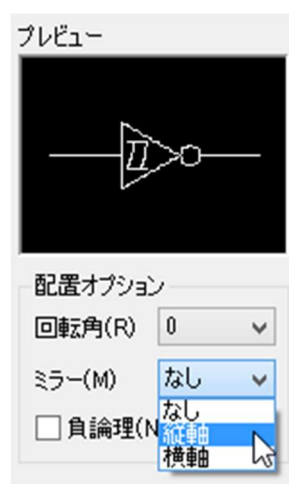 プレビュー
配置オプション
回転角(R) 0
ミラー(M) なし
なし
負論理(N 縦軸
横軸